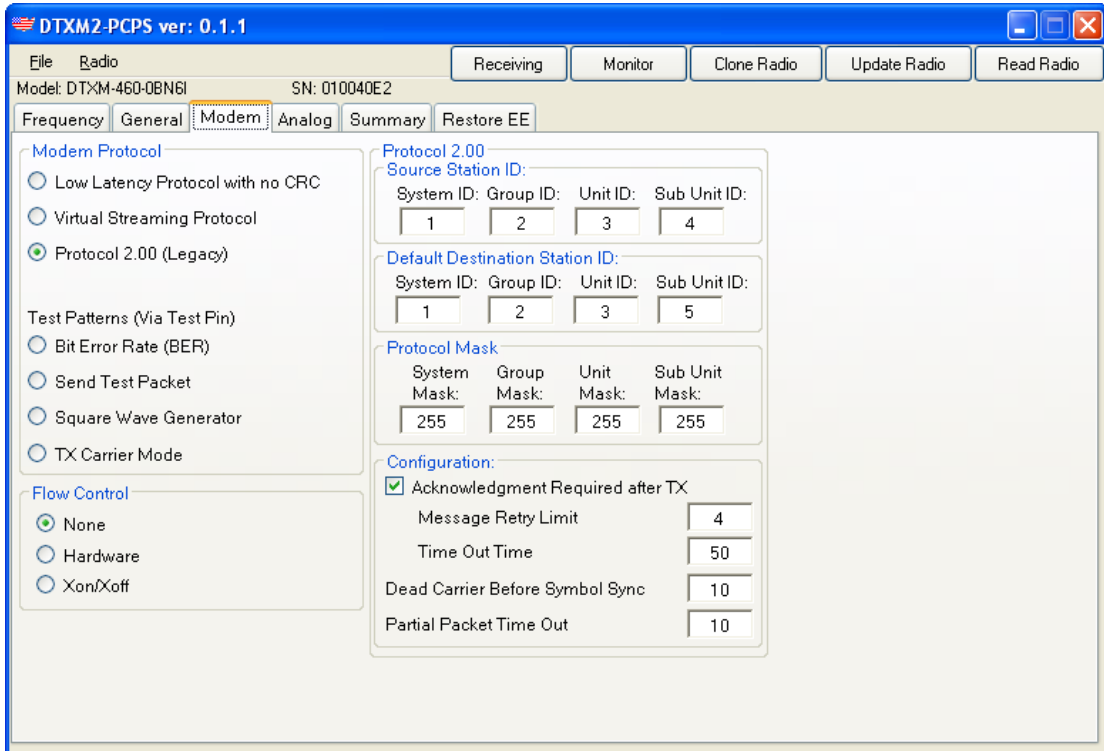 DTXM2-PCPS ver: 0.1.1
File Radio Receiving Monitor Clone Radio Update Radio Read Radio
Model: DTXM-460-0BN6I SN: 010040E2
Frequency General Modem Analog Summary Restore EE
Modem Protocol
Low Latency Protocol with no CRC
Virtual Streaming Protocol
Protocol 2.00 (Legacy)
Test Patterns (Via Test Pin)
Bit Error Rate (BER)
Send Test Packet
Square Wave Generator
TX Carrier Mode
Flow Control
None
Hardware
Xon/Xoff
Protocol 2.00
Source Station ID:
System ID: Group ID: Unit ID: Sub Unit ID:
1 2 3 4
Default Destination Station ID:
System ID: Group ID: Unit ID: Sub Unit ID:
1 2 3 5
Protocol Mask
System Group Unit Sub Unit
Mask: Mask: Mask: Mask:
255 255 255 255
Configuration:
Acknowledgment Required after TX
Message Retry Limit 4
Time Out Time 50
Dead Carrier Before Symbol Sync 10
Partial Packet Time Out 10